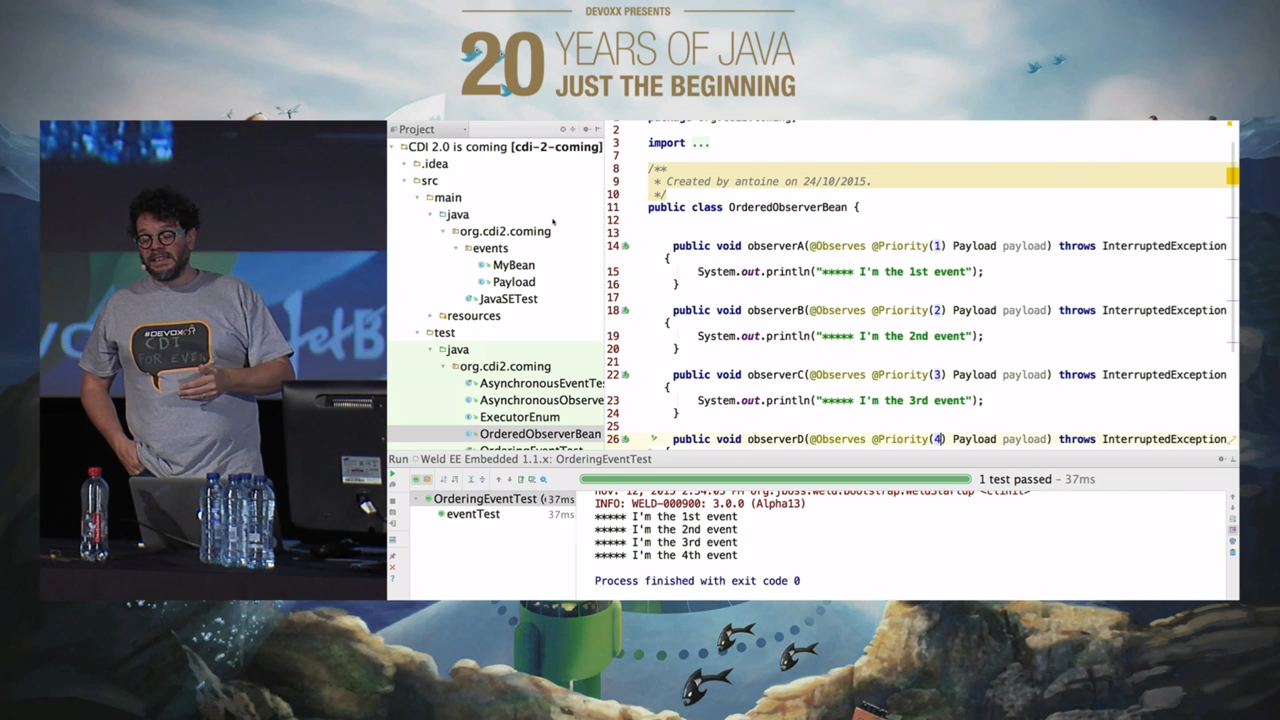 DEVOXX PRESENTS
20 YEARS OF JAVA
JUST THE BEGINNING
#DEVOXX
CDI
FOR EVER
Project
CDI 2.0 is coming [cdi-2-coming]
.idea
src
main
java
org.cdi2.coming
events
MyBean
Payload
JavaSETest
resources
test
java
org.cdi2.coming
AsynchronousEventTes
AsynchronousObserve
ExecutorEnum
OrderedObserverBean
2
3 import ...
7
8 /**
9 * Created by antoine on 24/10/2015.
10 */
11 public class OrderedObserverBean {
12
13
14 public void observerA(@Observes @Priority(1) Payload payload) throws InterruptedException
{
15 System.out.println("***** I'm the 1st event");
16 }
17
18 public void observerB(@Observes @Priority(2) Payload payload) throws InterruptedException
{
19 System.out.println("***** I'm the 2nd event");
20 }
21
22 public void observerC(@Observes @Priority(3) Payload payload) throws InterruptedException
{
23 System.out.println("***** I'm the 3rd event");
24 }
25
26 public void observerD(@Observes @Priority(4) Payload payload) throws InterruptedException
Run Weld EE Embedded 1.1.x: OrderingEventTest
1 test passed – 37ms
OrderingEventTest ( 37ms
eventTest 37ms
INFO: WELD-000900: 3.0.0 (Alpha13)
***** I'm the 1st event
***** I'm the 2nd event
***** I'm the 3rd event
***** I'm the 4th event
Process finished with exit code 0